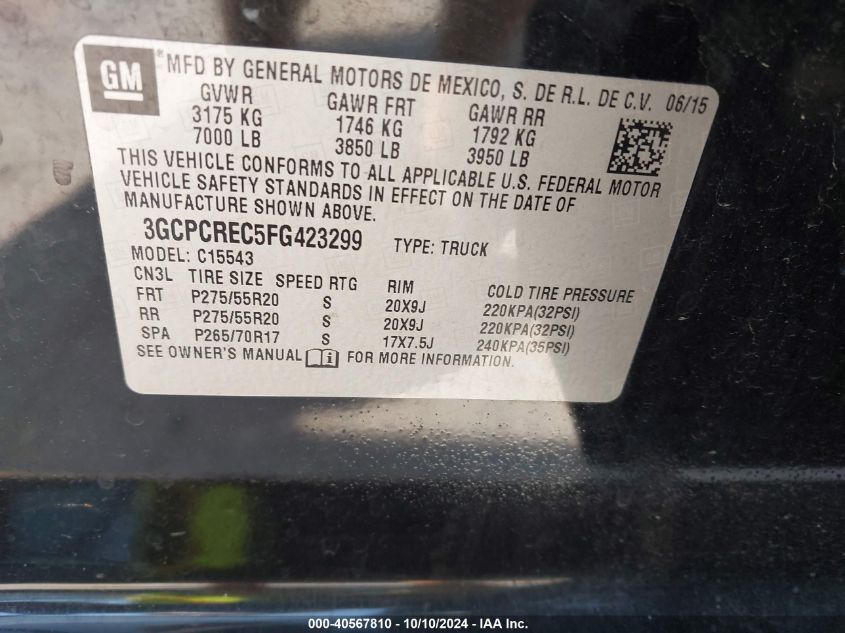 GM ® MFD BY GENERAL MOTORS DE MEXICO, S. DE R.L. DE C.V. 06/15
GVWR GAWR FRT GAWR RR
3175 KG 1746 KG 1792 KG
7000 LB 3850 LB 3950 LB
THIS VEHICLE CONFORMS TO ALL APPLICABLE U.S. FEDERAL MOTOR
VEHICLE SAFETY STANDARDS IN EFFECT ON THE DATE OF
MANUFACTURE SHOWN ABOVE.
3GCPCREC5FG423299 TYPE: TRUCK
MODEL: C15543
CN3L TIRE SIZE SPEED RTG RIM COLD TIRE PRESSURE
FRT P275/55R20 S 20X9J 220KPA(32PSI)
RR P275/55R20 S 20X9J 220KPA(32PSI)
SPA P265/70R17 S 17X7.5J 240KPA(35PSI)
SEE OWNER'S MANUAL FOR MORE INFORMATION.
000-40567810 - 10/10/2024 - IAA Inc.